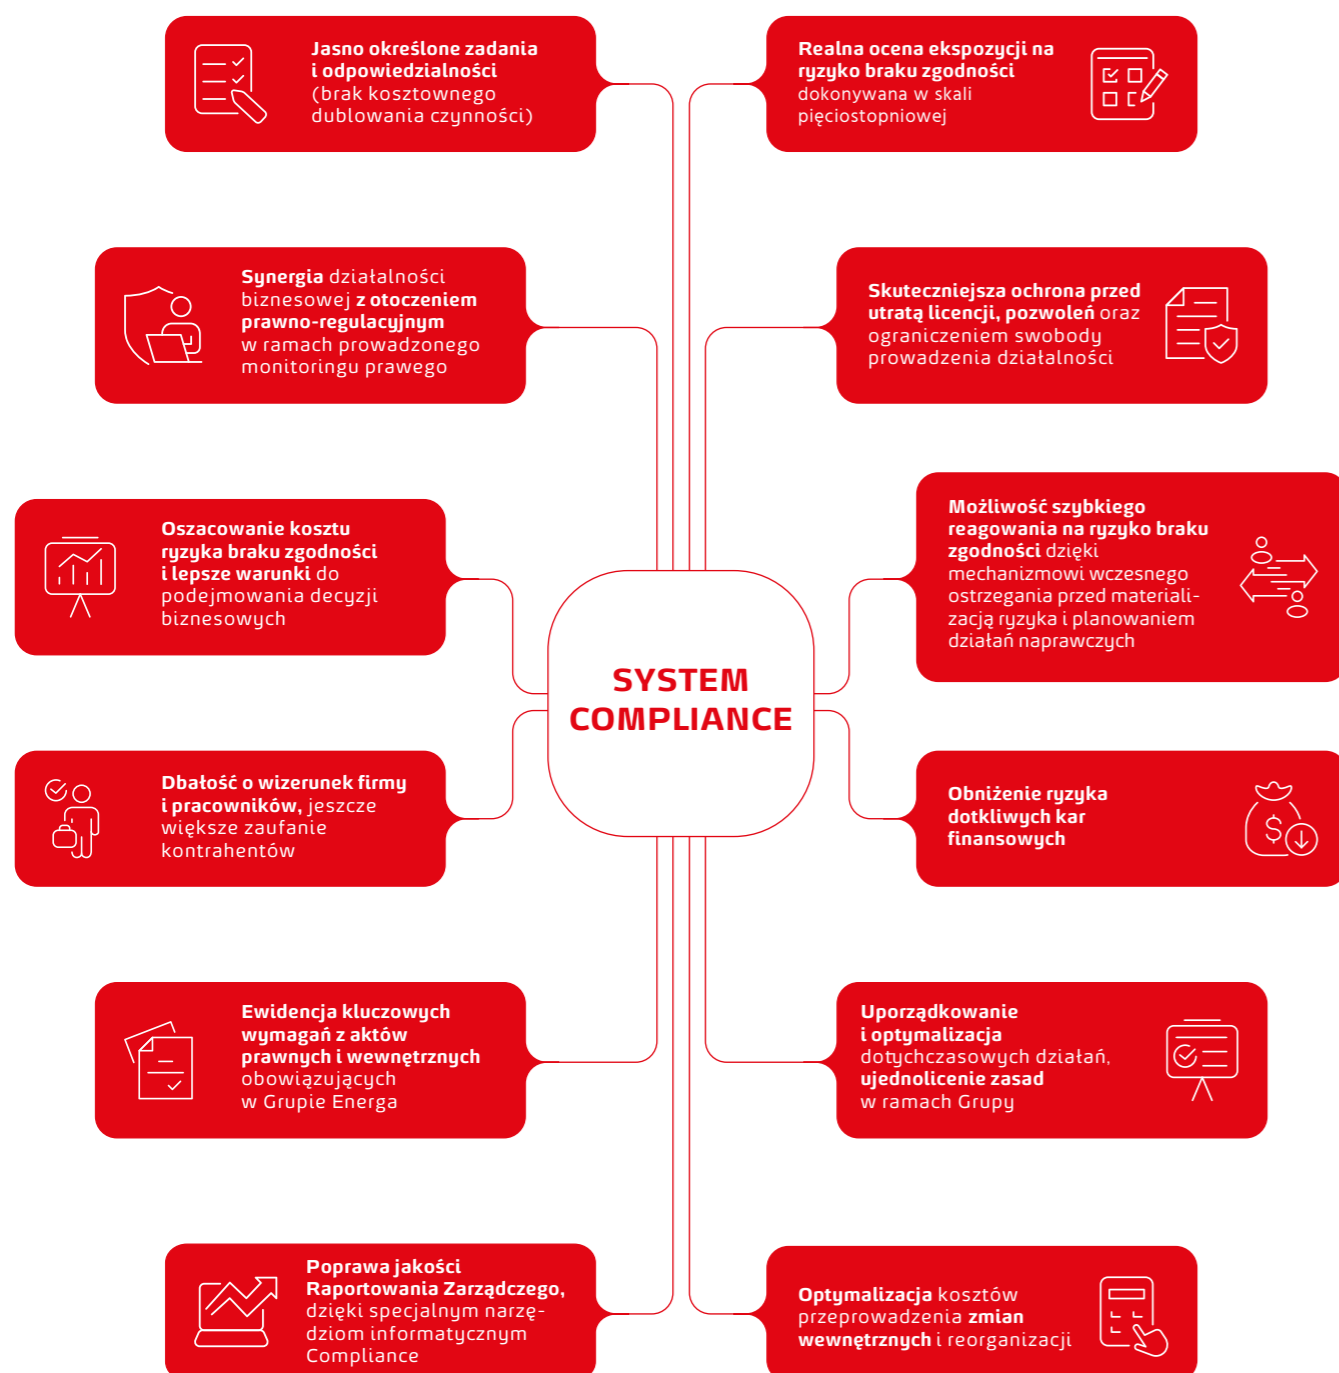 Jasno określone zadania
i odpowiedzialności
(brak kosztownego
dublowania czynności)
Realna ocena ekspozycji na
ryzyko braku zgodności
dokonywana w skali
pięciostopniowej
Synergia działalności
biznesowej z otoczeniem
prawno-regulacyjnym
w ramach prowadzonego
monitoringu prawego
Skuteczniejsza ochrona przed
utratą licencji, pozwoleń oraz
ograniczeniem swobody
prowadzenia działalności
Oszacowanie kosztu
ryzyka braku zgodności
i lepsze warunki do
podejmowania decyzji
biznesowych
Możliwość szybkiego
reagowania na ryzyko braku
zgodności dzięki
mechanizmowi wczesnego
ostrzegania przed materiali-
zacją ryzyka i planowaniem
działań naprawczych
SYSTEM
COMPLIANCE
Dbałość o wizerunek firmy
i pracowników, jeszcze
większe zaufanie
kontrahentów
Obniżenie ryzyka
dotkliwych kar
finansowych
$
Ewidencja kluczowych
wymagań z aktów
prawnych i wewnętrznych
obowiązujących
w Grupie Energa
Uporządkowanie
i optymalizacja
dotychczasowych działań,
ujednolicenie zasad
w ramach Grupy
Poprawa jakości
Raportowania Zarządczego,
dzięki specjalnym narzę-
dziom informatycznym
Compliance
Optymalizacja kosztów
przeprowadzenia zmian
wewnętrznych i reorganizacji